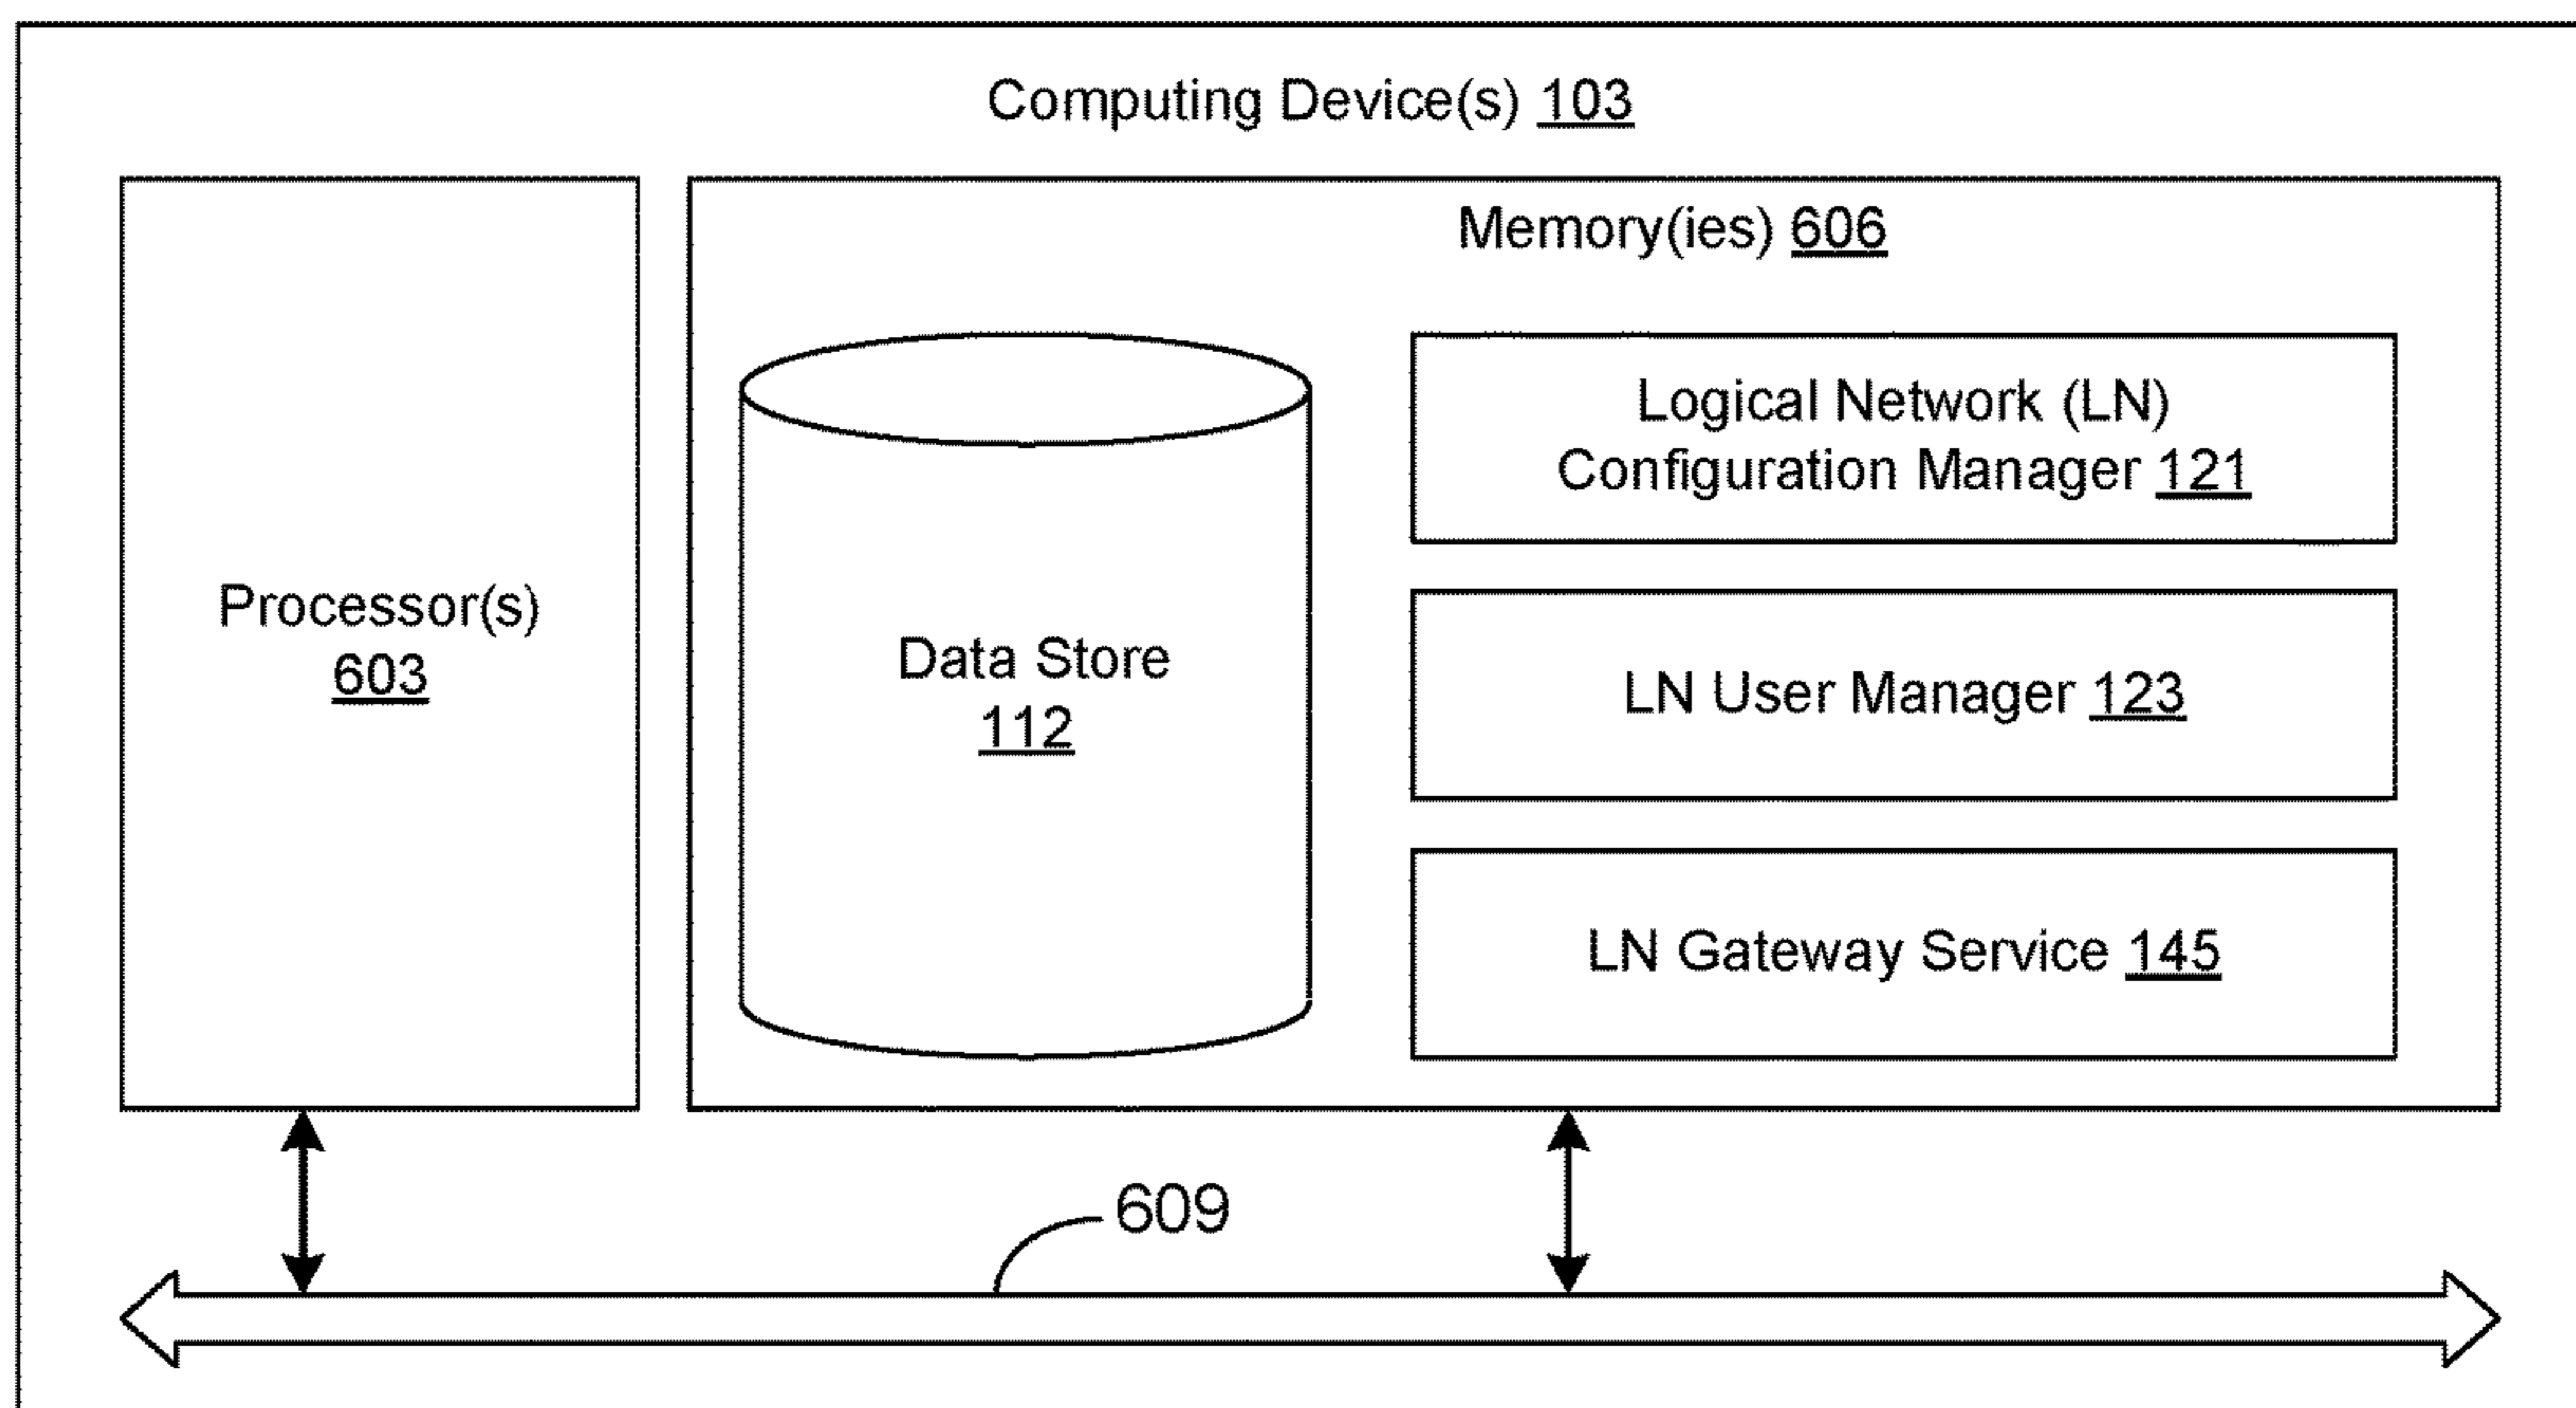 Computing Device(s) 103
Memory(ies) 606
Processor(s)
603
Data Store
112
Logical Network (LN)
Configuration Manager 121
LN User Manager 123
LN Gateway Service 145
609